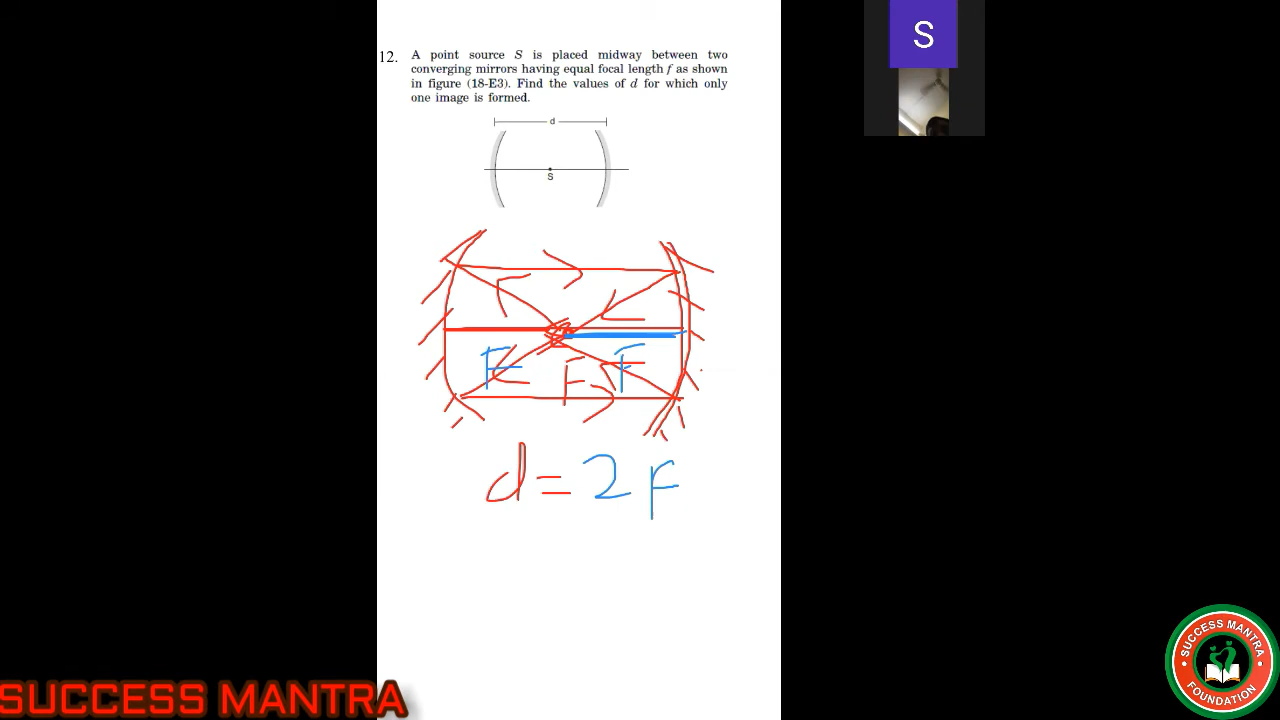 S
12. A point source S is placed midway between two
converging mirrors having equal focal length f as shown
in figure (18-E3). Find the values of d for which only
one image is formed.
d
S
F
F
F
d = 2F
SUCCESS MANTRA
FOUNDATION
SUCCESS MANTRA